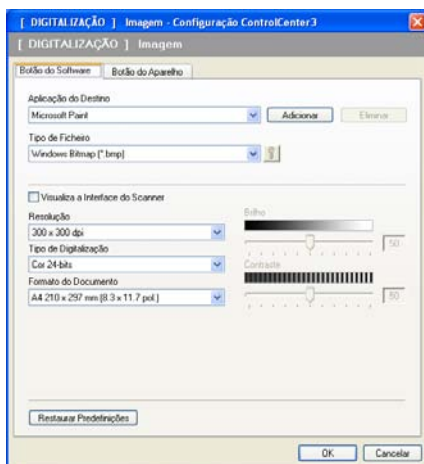 [ DIGITALIZAÇÃO ] Imagem - Configuração ControlCenter3
[ DIGITALIZAÇÃO ] Imagem
Botão do Software Botão do Aparelho
Aplicação do Destino
Microsoft Paint Adicionar Eliminar
Tipo de Ficheiro
Windows Bitmap (*.bmp)
Visualiza a Interface do Scanner
Resolução Brilho
300 x 300 dpi 50
Tipo de Digitalização
Cor 24-bits Contraste
Formato do Documento
A4 210 x 297 mm (8.3 x 11.7 pol.) 50
Restaurar Predefinições
OK Cancelar